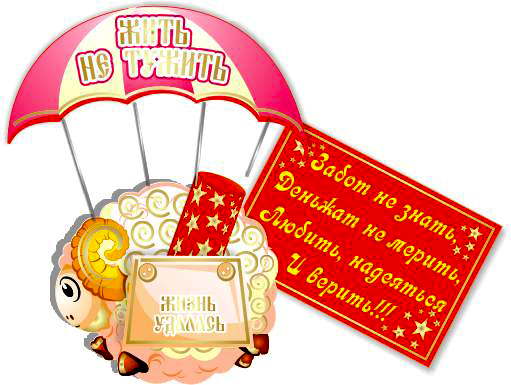 ЖИТЬ
НЕ ТУЖИТЬ
Забот не знать,
Деньжат не мерить,
Любить, надеяться
И верить!!!
ЖИЗНЬ
УДАЛАСЬ